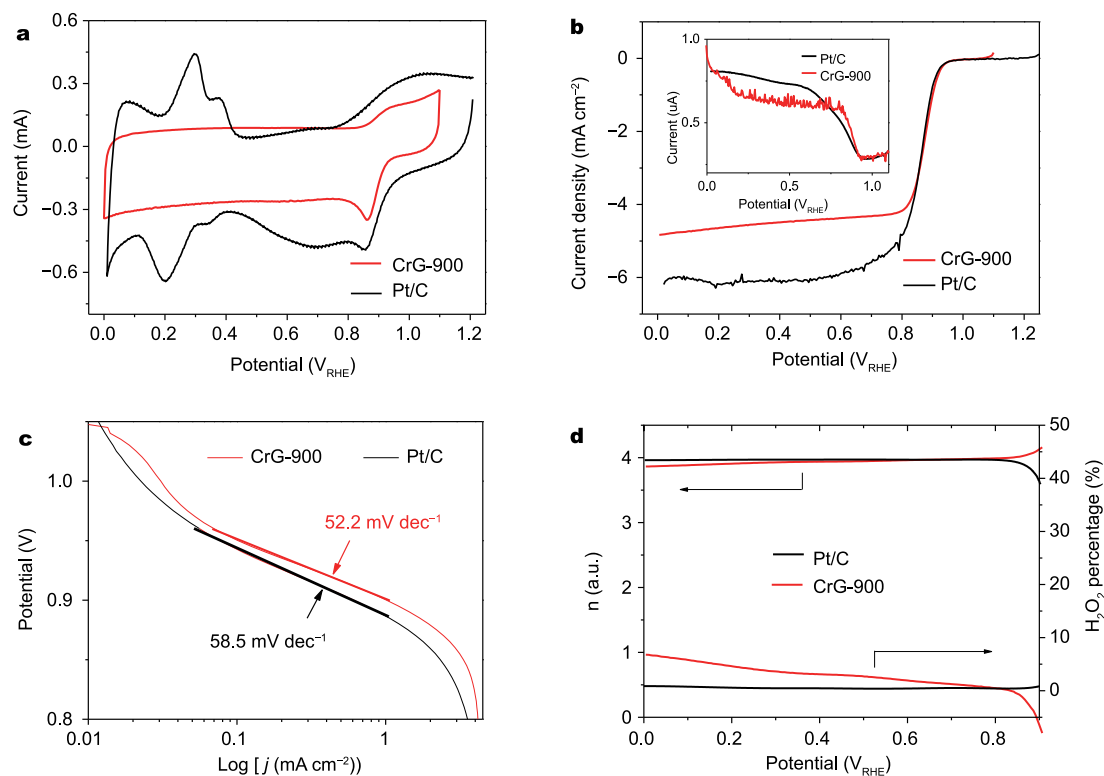 a
0.6
0.3
0.0
−0.3
−0.6
Current (mA)
CrG-900
Pt/C
0.0 0.2 0.4 0.6 0.8 1.0 1.2
Potential (V_RHE)
b
0
−2
−4
−6
Current density (mA cm⁻²)
1.0
0.5
Current (uA)
Pt/C
CrG-900
0.0 0.5 1.0
Potential (V_RHE)
CrG-900
Pt/C
0.0 0.2 0.4 0.6 0.8 1.0 1.2
Potential (V_RHE)
c
1.0
0.9
0.8
Potential (V)
CrG-900 Pt/C
52.2 mV dec⁻¹
58.5 mV dec⁻¹
0.01 0.1 1
Log [ j (mA cm⁻²))
d
5
4
3
2
1
0
n (a.u.)
Pt/C
CrG-900
50
40
30
20
10
0
H₂O₂ percentage (%)
0.0 0.2 0.4 0.6 0.8
Potential (V_RHE)